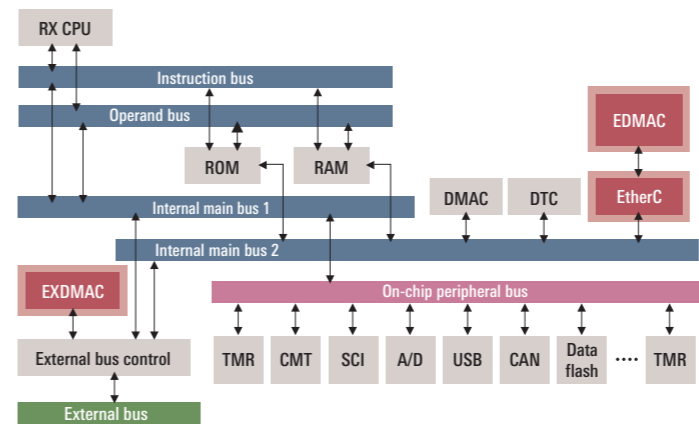 RX CPU
Instruction bus
Operand bus
EDMAC
ROM
RAM
DMAC
DTC
EtherC
Internal main bus 1
Internal main bus 2
EXDMAC
On-chip peripheral bus
External bus control
TMR
CMT
SCI
A/D
USB
CAN
Data
flash
....
TMR
External bus